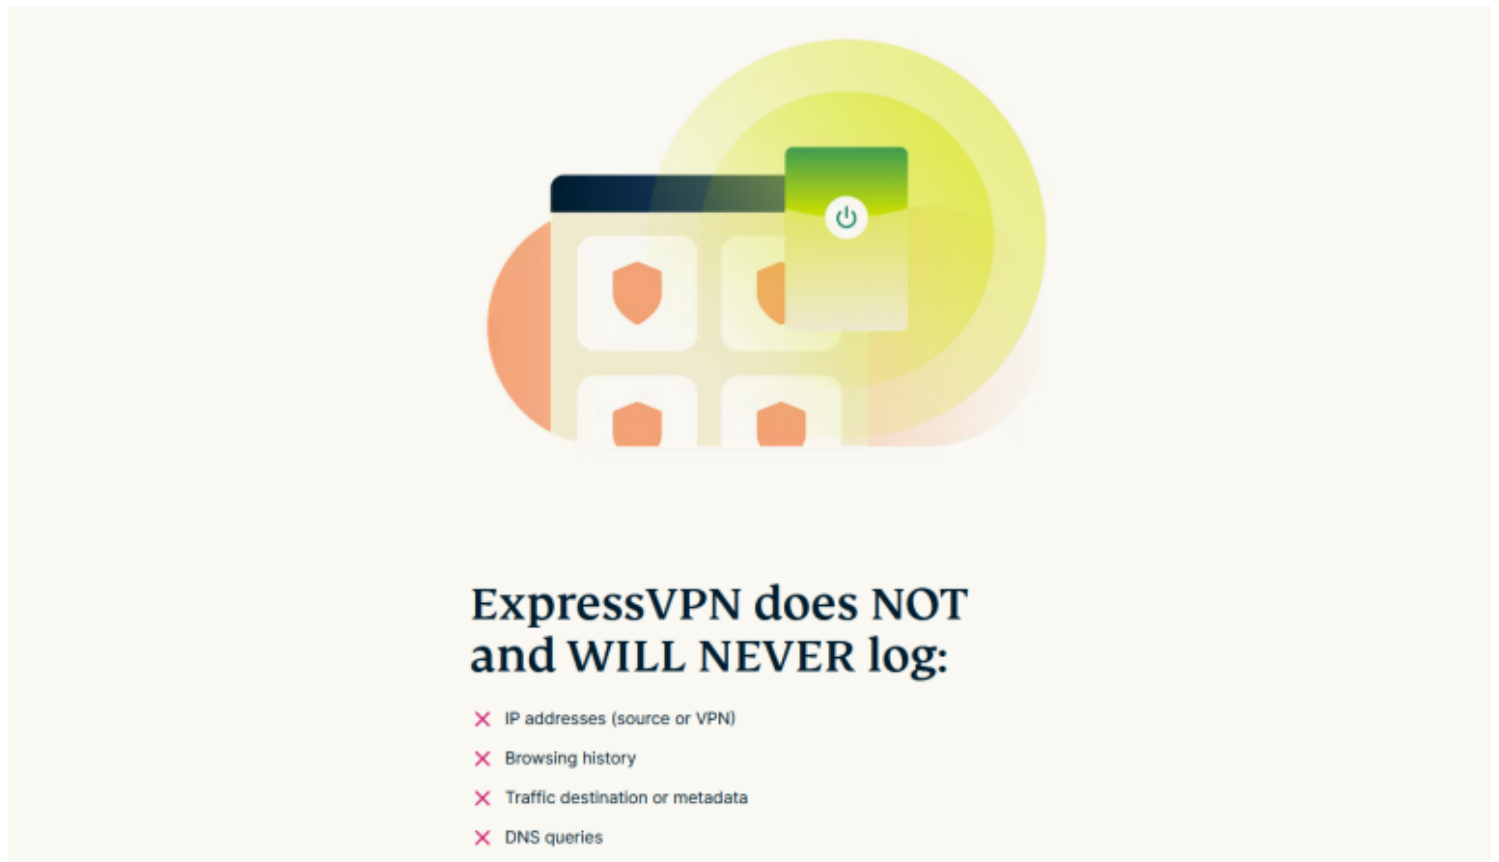 ExpressVPN does NOT
and WILL NEVER log:
IP addresses (source or VPN)
Browsing history
Traffic destination or metadata
DNS queries